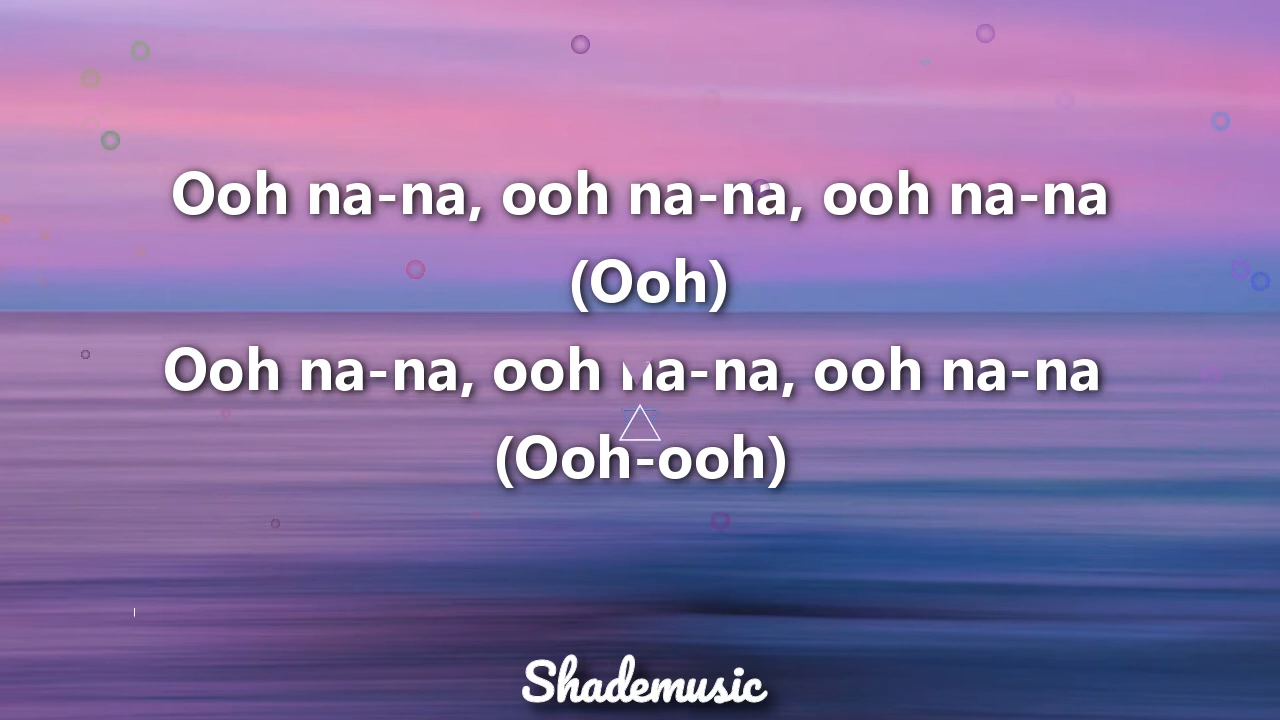 Ooh na-na, ooh na-na, ooh na-na
(Ooh)
Ooh na-na, ooh na-na, ooh na-na
(Ooh-ooh)
Shademusic